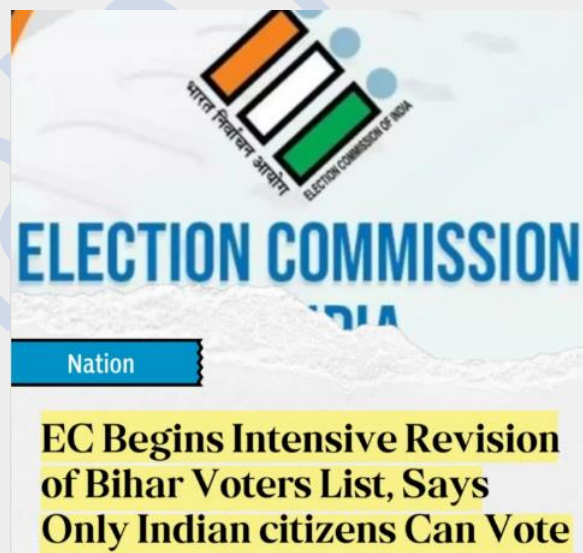 भारत निर्वाचन आयोग
ELECTION COMMISSION OF INDIA
ELECTION COMMISSION
INDIA
Nation
EC Begins Intensive Revision
of Bihar Voters List, Says
Only Indian citizens Can Vote